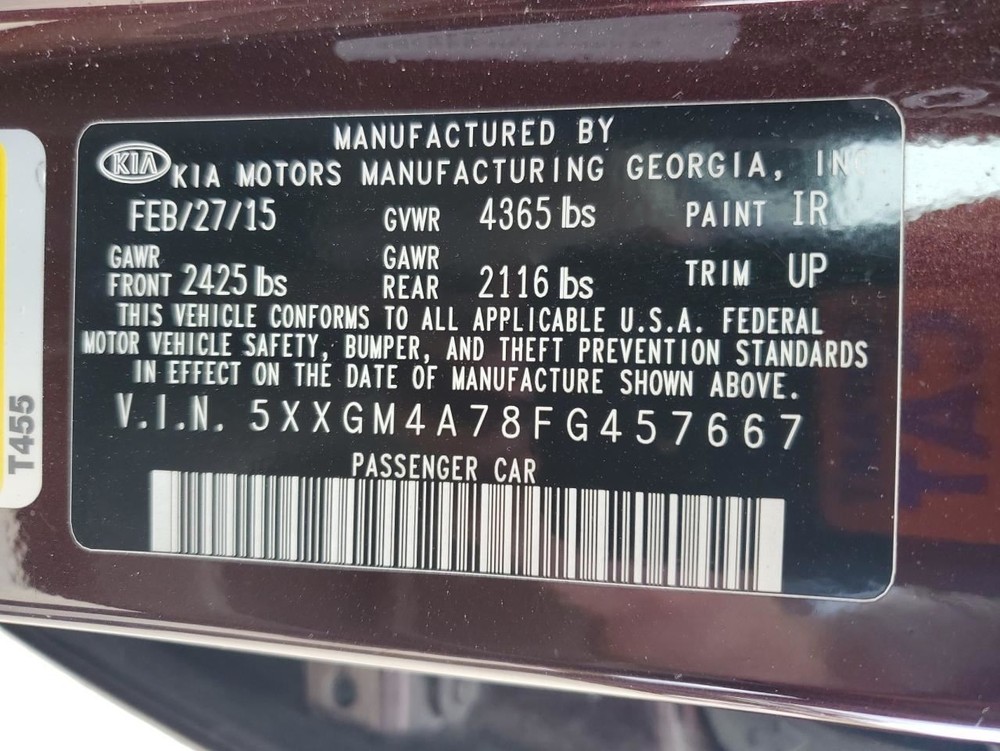 MANUFACTURED BY
KIA KIA MOTORS MANUFACTURING GEORGIA, INC
FEB/27/15 GVWR 4365 lbs PAINT IR
GAWR FRONT 2425 lbs GAWR REAR 2116 lbs TRIM UP
THIS VEHICLE CONFORMS TO ALL APPLICABLE U.S.A. FEDERAL
MOTOR VEHICLE SAFETY, BUMPER, AND THEFT PREVENTION STANDARDS
IN EFFECT ON THE DATE OF MANUFACTURE SHOWN ABOVE.
V.I.N. 5XXGM4A78FG457667
PASSENGER CAR
T455